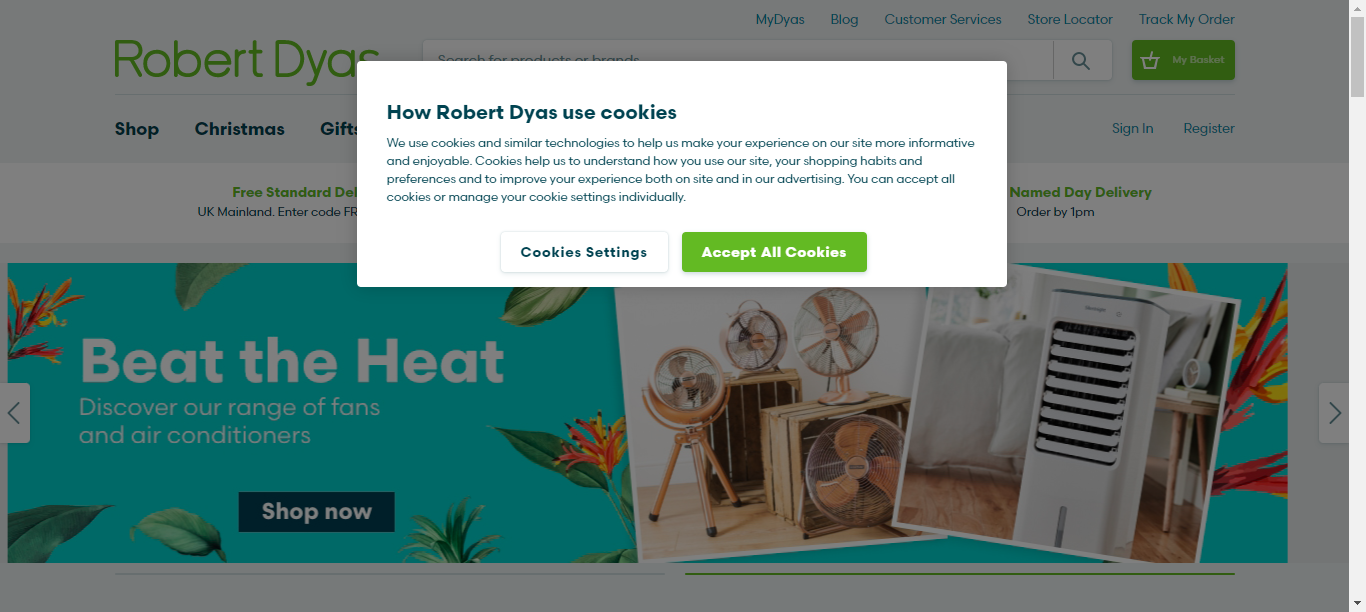 MyDyas Blog Customer Services Store Locator Track My Order
Robert Dyas
Search for products or brands
My Basket
Shop Christmas Gifts
Sign In Register
How Robert Dyas use cookies
We use cookies and similar technologies to help us make your experience on our site more informative
and enjoyable. Cookies help us to understand how you use our site, your shopping habits and
preferences and to improve your experience both on site and in our advertising. You can accept all
cookies or manage your cookie settings individually.
Cookies Settings Accept All Cookies
Free Standard Del
UK Mainland. Enter code FR
Named Day Delivery
Order by 1pm
Beat the Heat
Discover our range of fans
and air conditioners
Shop now